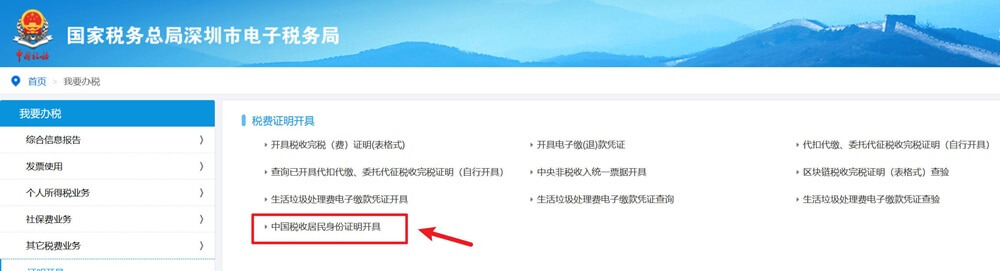 国家税务总局深圳市电子税务局
中国税务
首页 > 我要办税
我要办税
综合信息报告
发票使用
个人所得税业务
社保费业务
其它税费业务
证明开具
税费证明开具
开具税收完税（费）证明(表格式)
开具电子缴(退)款凭证
代扣代缴、委托代征税收完税证明（自行开具）
查询已开具代扣代缴、委托代征税收完税证明（自行开具）
中央非税收入统一票据开具
区块链税收完税证明（表格式）查验
生活垃圾处理费电子缴款凭证开具
生活垃圾处理费电子缴款凭证查询
生活垃圾处理费电子缴款凭证查验
中国税收居民身份证明开具